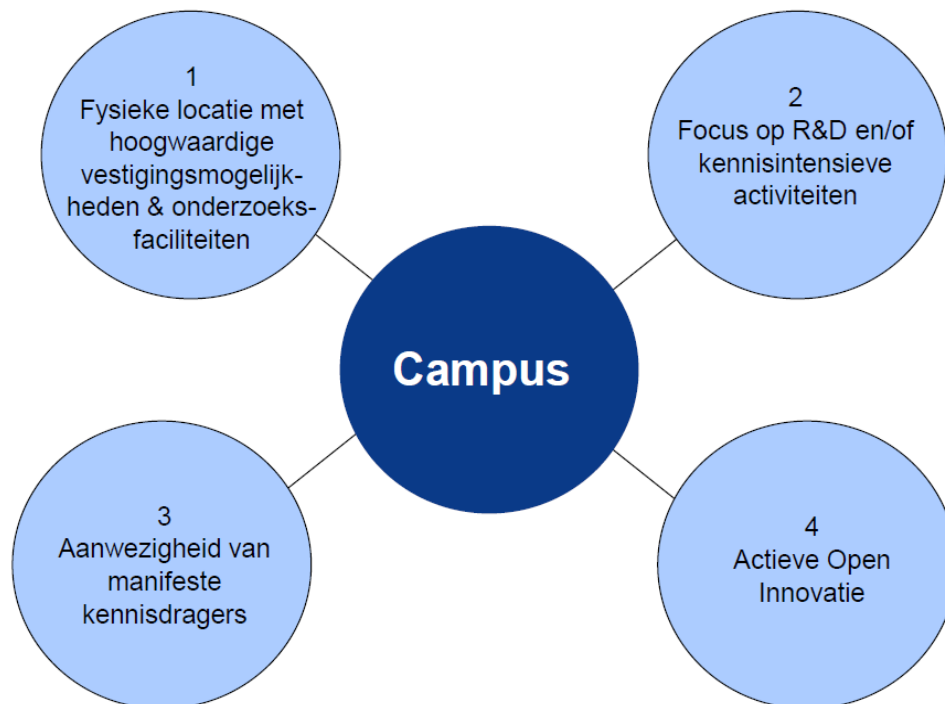 1
Fysieke locatie met
hoogwaardige
vestigingsmogelijk-
heden & onderzoeks-
faciliteiten
2
Focus op R&D en/of
kennisintensieve
activiteiten
Campus
3
Aanwezigheid van
manifeste
kennisdragers
4
Actieve Open
Innovatie